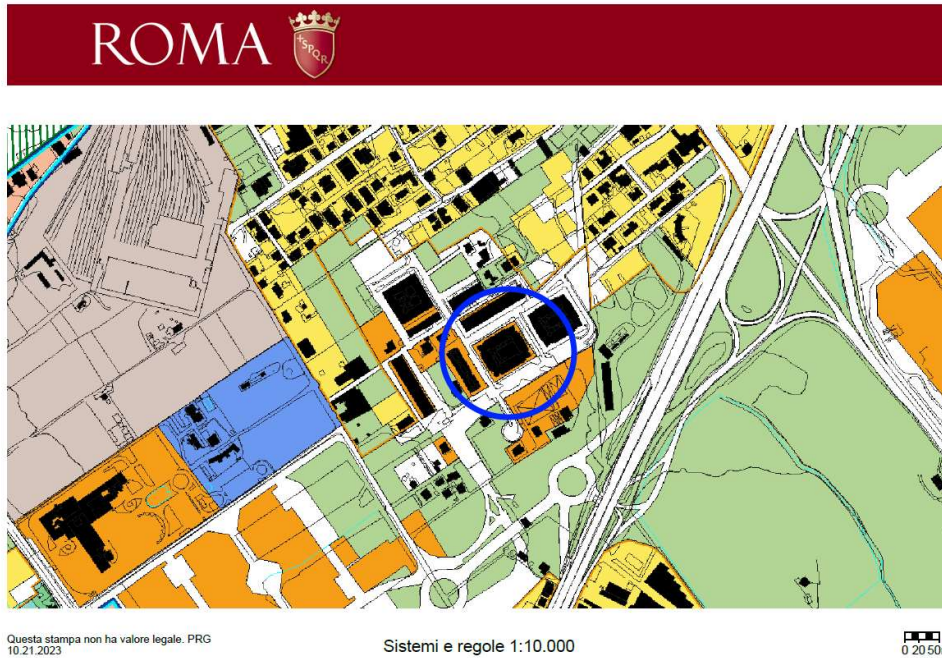 ROMA
SPQR
Questa stampa non ha valore legale. PRG
10.21.2023
Sistemi e regole 1:10.000
0 20 50